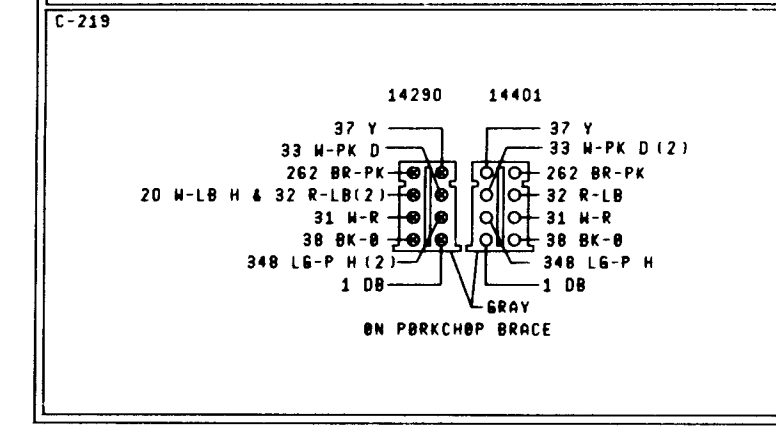 C-219
14290 14401
37 Y 37 Y
33 W-PK D 33 W-PK D(2)
262 BR-PK 262 BR-PK
20 W-LB H & 32 R-LB(2) 32 R-LB
31 W-R 31 W-R
38 BK-O 38 BK-O
348 LG-P H(2) 348 LG-P H
1 DB 1 DB
GRAY
ON PORKCHOP BRACE